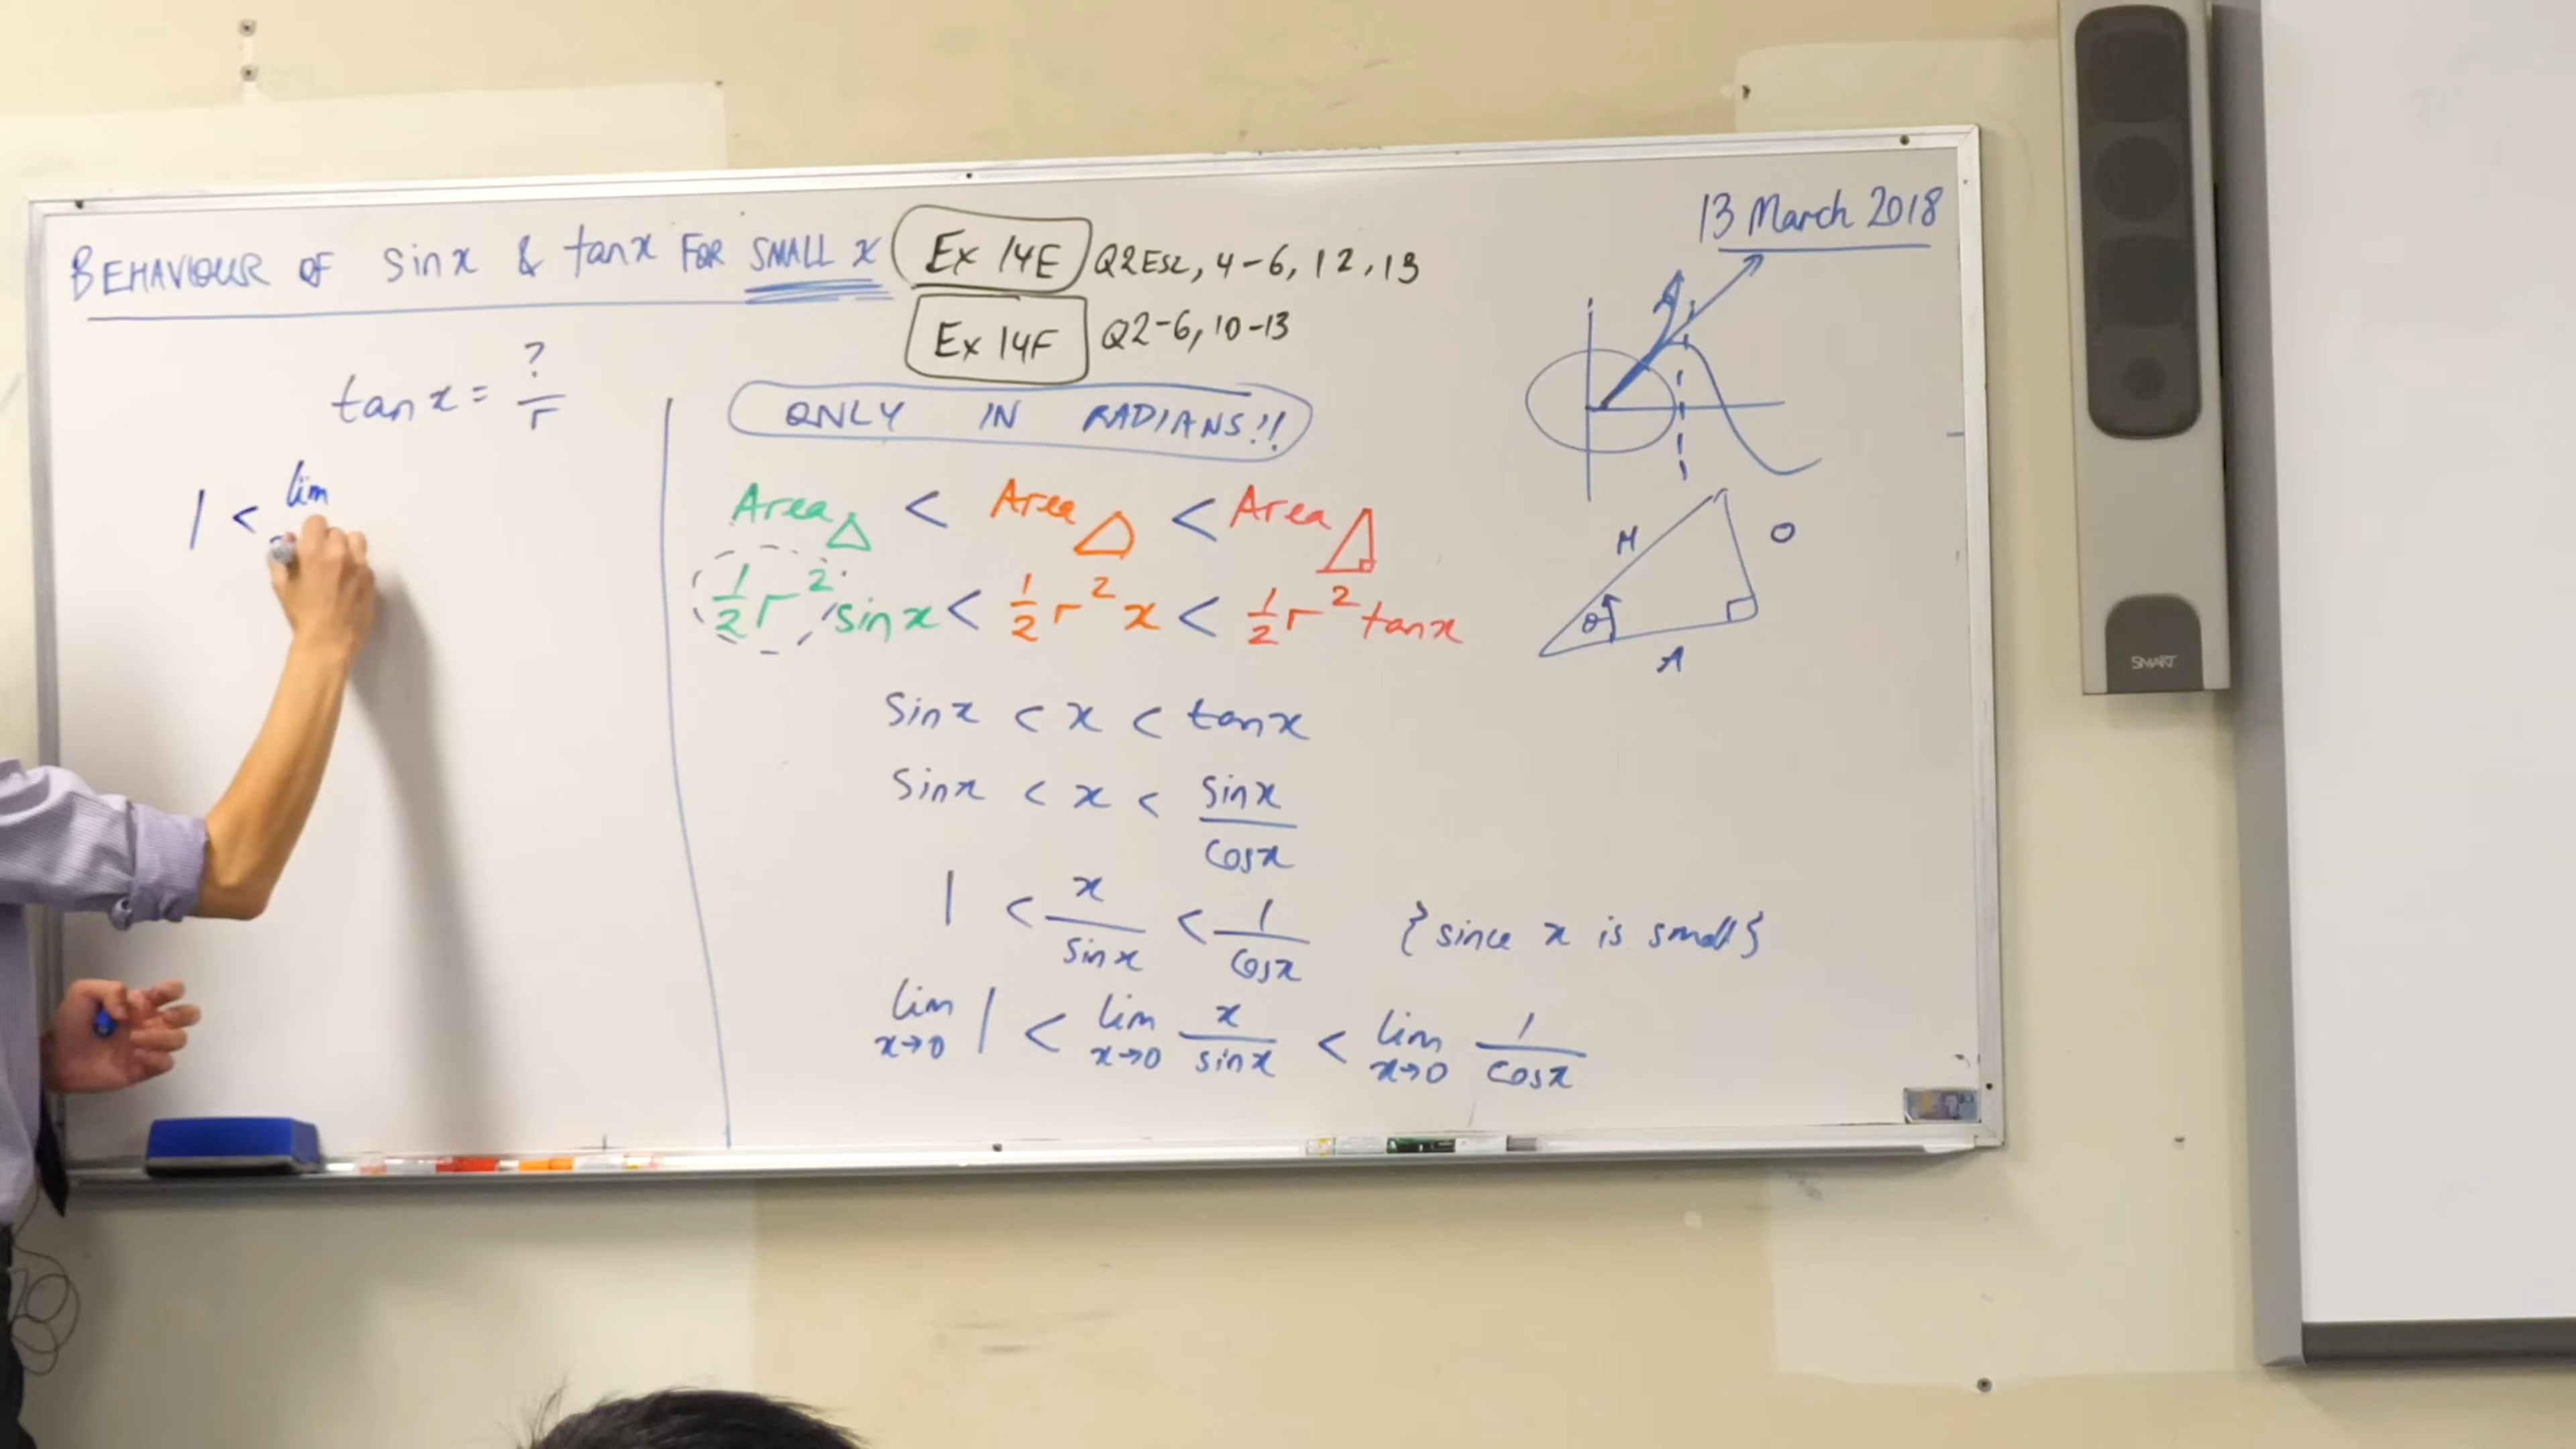 BEHAVIOUR OF sin x & tan x FOR SMALL x
Ex 14E Q2ESL, 4-6, 12, 13
Ex 14F Q2-6, 10-13
13 March 2018
tan x = ?/r
1 < lim
ONLY IN RADIANS!!
Area < Area < Area
1/2 r² sin x < 1/2 r² x < 1/2 r² tan x
sin x < x < tan x
sin x < x < sin x/cos x
1 < x/sin x < 1/cos x {since x is small}
lim x→0 1 < lim x→0 x/sin x < lim x→0 1/cos x
H
O
θ
A
SMART